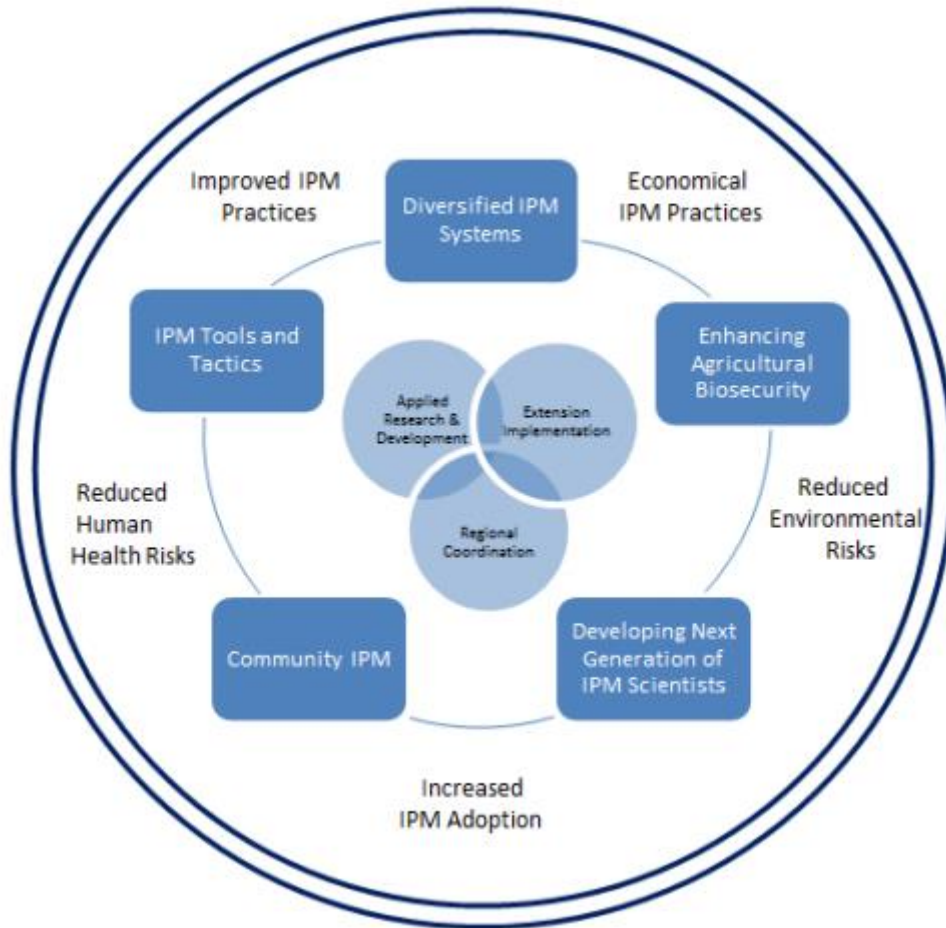 Improved IPM
Practices
Diversified IPM
Systems
Economical
IPM Practices
IPM Tools and
Tactics
Enhancing
Agricultural
Biosecurity
Applied
Research &
Development
Extension
Implementation
Regional
Coordination
Reduced
Human
Health Risks
Reduced
Environmental
Risks
Community IPM
Developing Next
Generation of
IPM Scientists
Increased
IPM Adoption